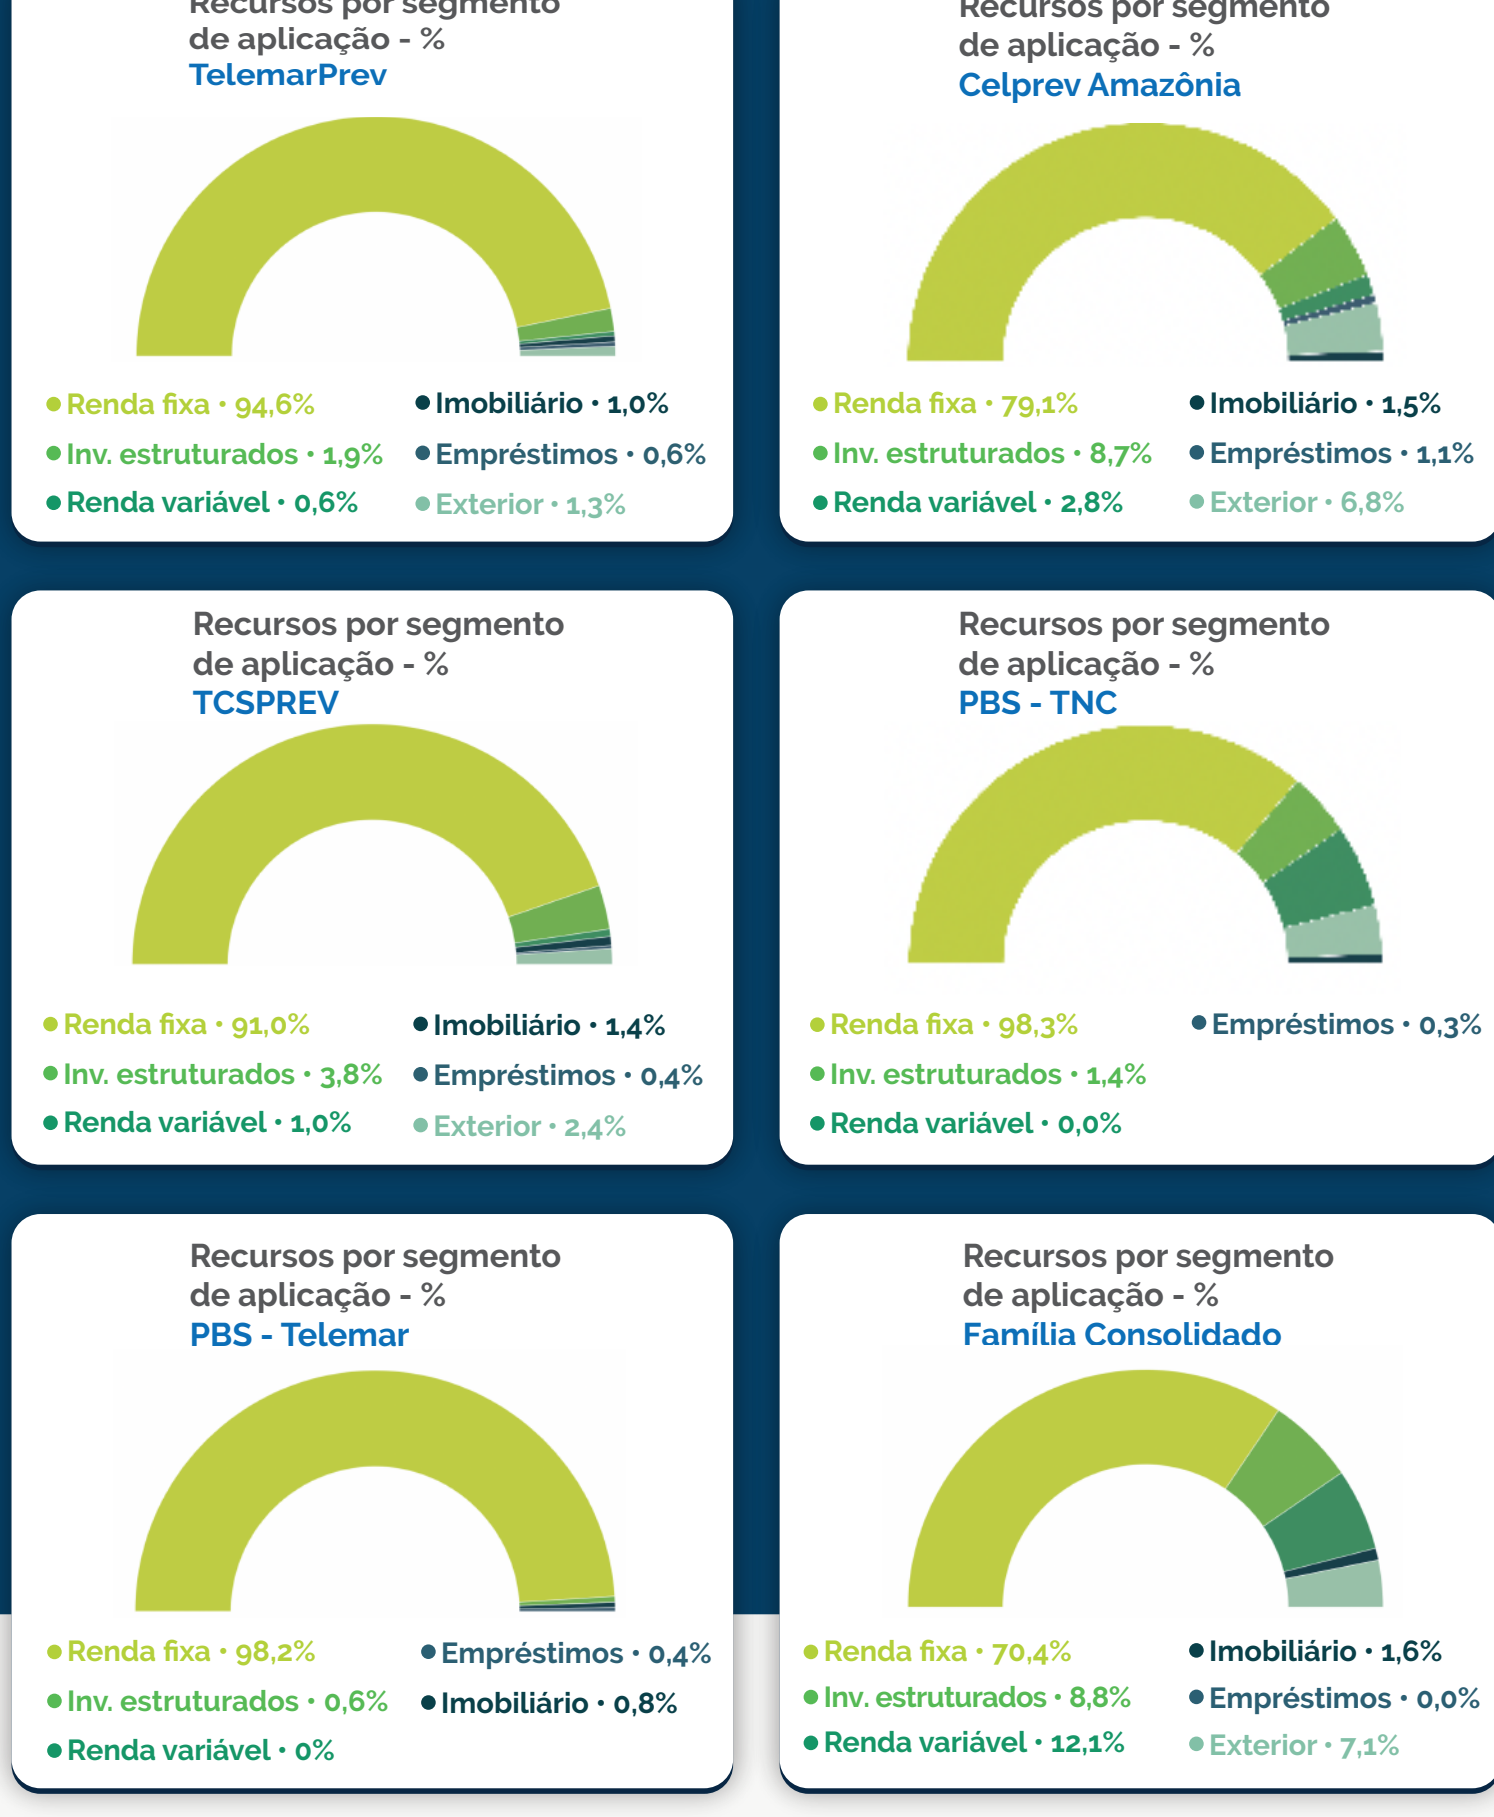 Recursos por segmento
de aplicação - %
TelemarPrev
● Renda fixa • 94,6%
● Inv. estruturados • 1,9%
● Renda variável • 0,6%
● Imobiliário • 1,0%
● Empréstimos • 0,6%
● Exterior • 1,3%
Recursos por segmento
de aplicação - %
Celprev Amazônia
● Renda fixa • 79,1%
● Inv. estruturados • 8,7%
● Renda variável • 2,8%
● Imobiliário • 1,5%
● Empréstimos • 1,1%
● Exterior • 6,8%
Recursos por segmento
de aplicação - %
TCSPREV
● Renda fixa • 91,0%
● Inv. estruturados • 3,8%
● Renda variável • 1,0%
● Imobiliário • 1,4%
● Empréstimos • 0,4%
● Exterior • 2,4%
Recursos por segmento
de aplicação - %
PBS - TNC
● Renda fixa • 98,3%
● Inv. estruturados • 1,4%
● Renda variável • 0,0%
● Empréstimos • 0,3%
Recursos por segmento
de aplicação - %
PBS - Telemar
● Renda fixa • 98,2%
● Inv. estruturados • 0,6%
● Renda variável • 0%
● Empréstimos • 0,4%
● Imobiliário • 0,8%
Recursos por segmento
de aplicação - %
Família Consolidado
● Renda fixa • 70,4%
● Inv. estruturados • 8,8%
● Renda variável • 12,1%
● Imobiliário • 1,6%
● Empréstimos • 0,0%
● Exterior • 7,1%